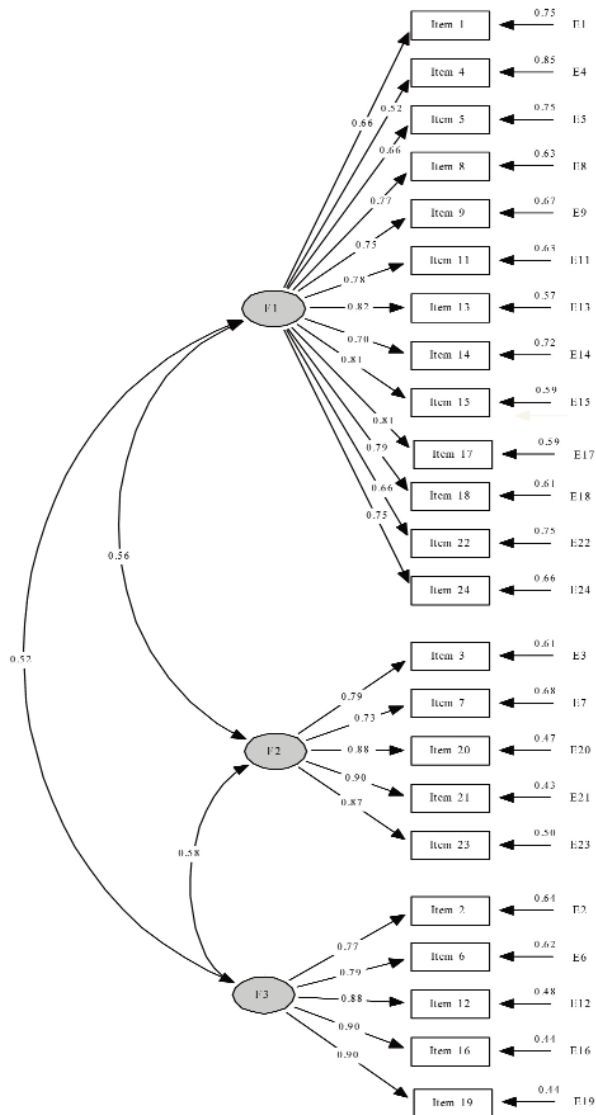 Item 1 0.75 E1
Item 4 0.85 E4
0.52
0.66
Item 5 0.75 E5
0.66
Item 8 0.63 E8
0.77
Item 9 0.67 E9
0.75
Item 11 0.63 E11
0.78
F1
0.82 Item 13 0.57 E13
0.70
Item 14 0.72 E14
0.81
Item 15 0.59 E15
0.81
Item 17 0.59 E17
0.79
Item 18 0.61 E18
0.66
0.75
Item 22 0.75 E22
Item 24 0.66 E24
0.56
0.52
Item 3 0.61 E3
0.79
Item 7 0.68 E7
0.73
F2
0.88 Item 20 0.47 E20
0.90
Item 21 0.43 E21
0.87
Item 23 0.50 E23
0.58
Item 2 0.64 E2
0.77
Item 6 0.62 E6
0.79
F3
0.88 Item 12 0.48 E12
0.90
Item 16 0.44 E16
0.90
Item 19 0.44 E19